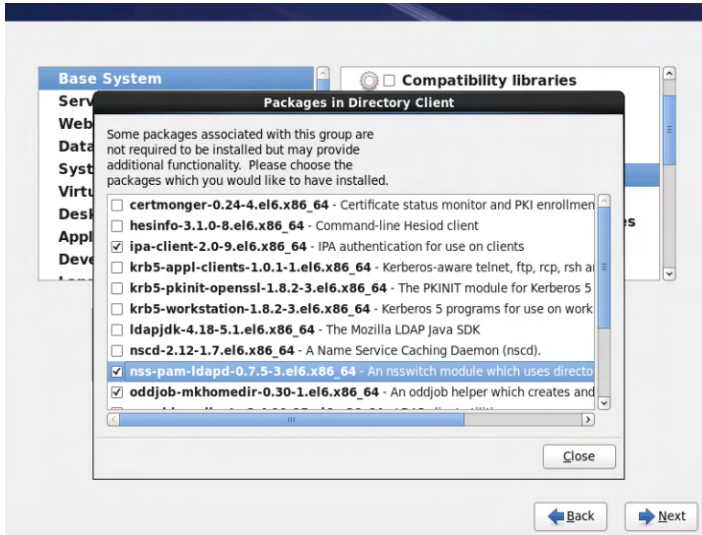 Base System
Compatibility libraries
Serv
Packages in Directory Client
Web
Data
Syst
Virtu
Desk
Appl
Deve
es
Some packages associated with this group are
not required to be installed but may provide
additional functionality. Please choose the
packages which you would like to have installed.
certmonger-0.24-4.el6.x86_64 - Certificate status monitor and PKI enrollmen
hesinfo-3.1.0-8.el6.x86_64 - Command-line Hesiod client
ipa-client-2.0-9.el6.x86_64 - IPA authentication for use on clients
krb5-appl-clients-1.0.1-1.el6.x86_64 - Kerberos-aware telnet, ftp, rcp, rsh a
krb5-pkinit-openssl-1.8.2-3.el6.x86_64 - The PKINIT module for Kerberos 5
krb5-workstation-1.8.2-3.el6.x86_64 - Kerberos 5 programs for use on work
ldapjdk-4.18-5.1.el6.x86_64 - The Mozilla LDAP Java SDK
nscd-2.12-1.7.el6.x86_64 - A Name Service Caching Daemon (nscd).
nss-pam-ldapd-0.7.5-3.el6.x86_64 - An nsswitch module which uses directo
oddjob-mkhomedir-0.30-1.el6.x86_64 - An oddjob helper which creates and
Close
Back
Next